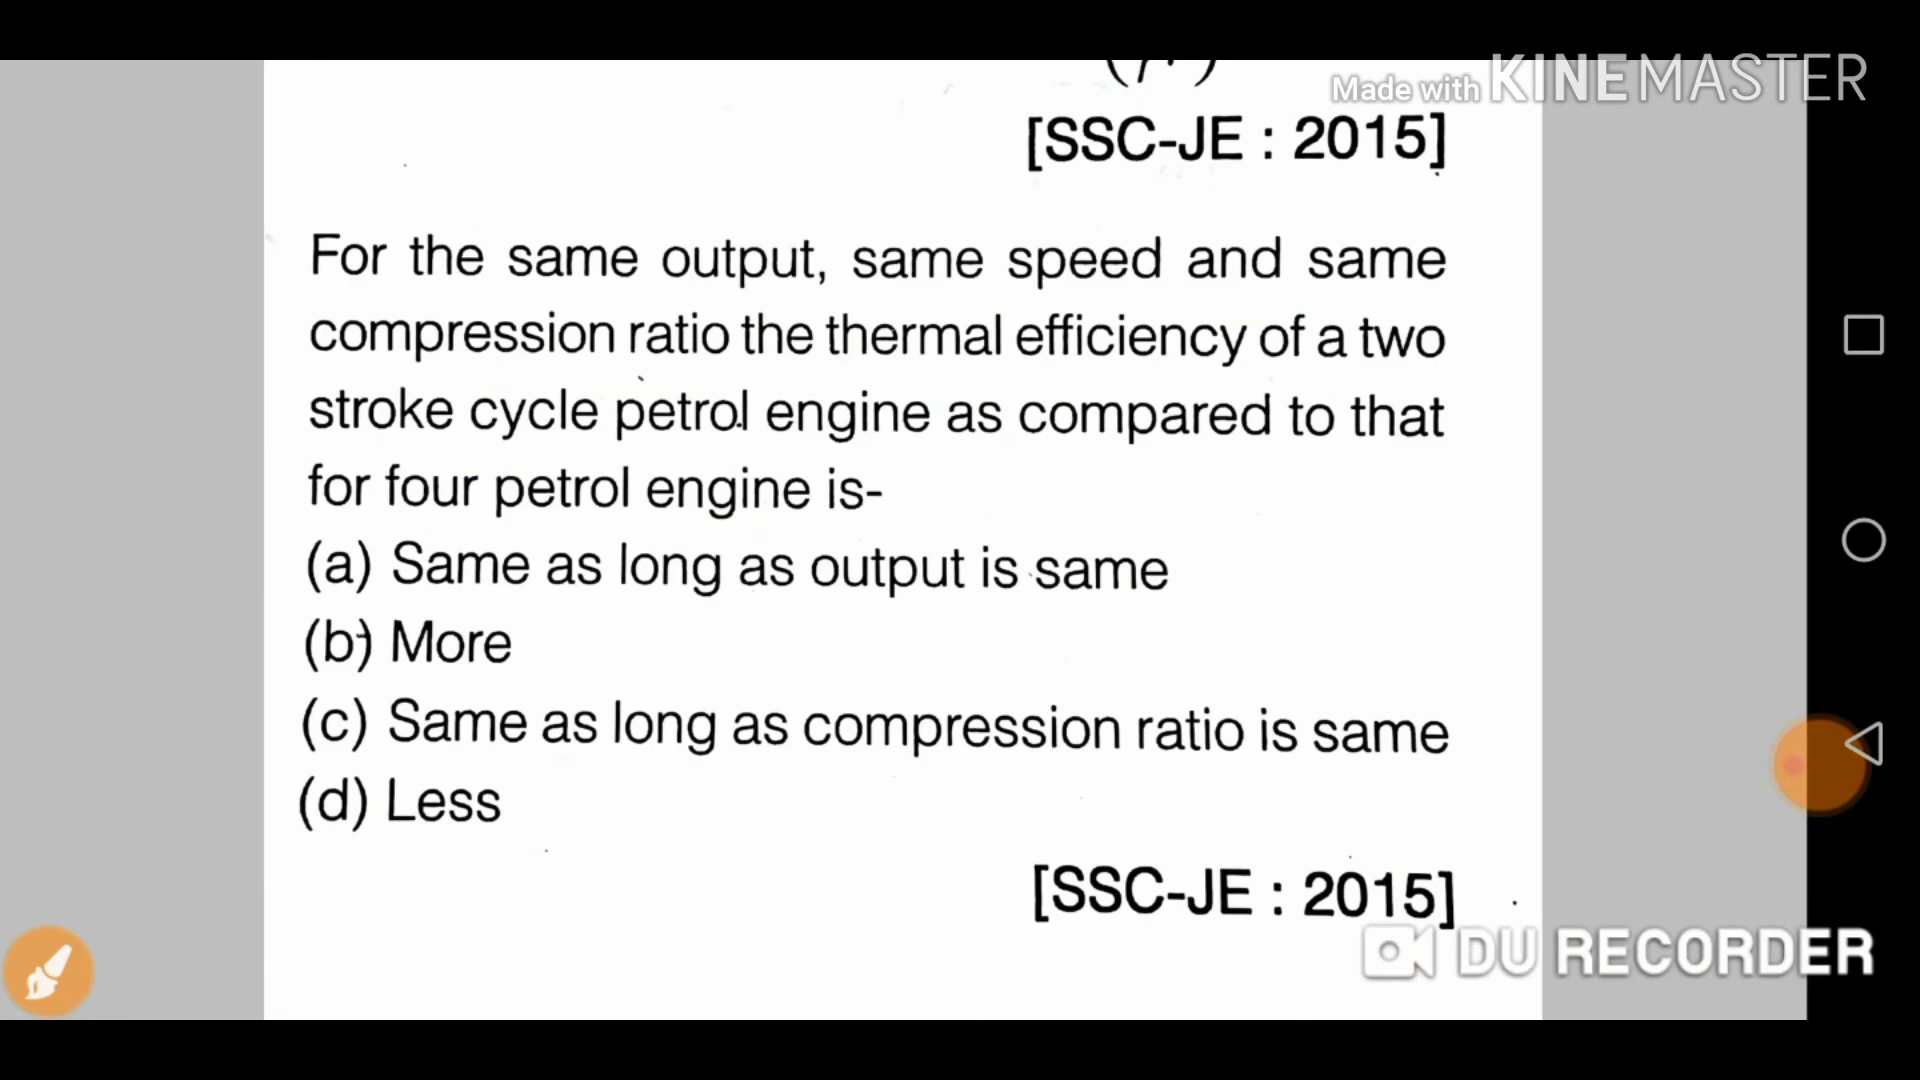 Made with KINEMASTER
[SSC-JE : 2015]
For the same output, same speed and same
compression ratio the thermal efficiency of a two
stroke cycle petrol engine as compared to that
for four petrol engine is-
(a) Same as long as output is same
(b) More
(c) Same as long as compression ratio is same
(d) Less
[SSC-JE : 2015]
DU RECORDER